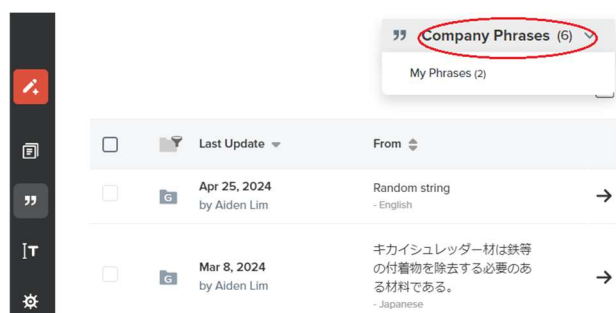 Company Phrases (6)
My Phrases (2)
Last Update
From
Apr 25, 2024
by Aiden Lim
G
Random string
- English
Mar 8, 2024
by Aiden Lim
G
キカイシュレッダー材は鉄等
の付着物を除去する必要のあ
る材料である。
- Japanese